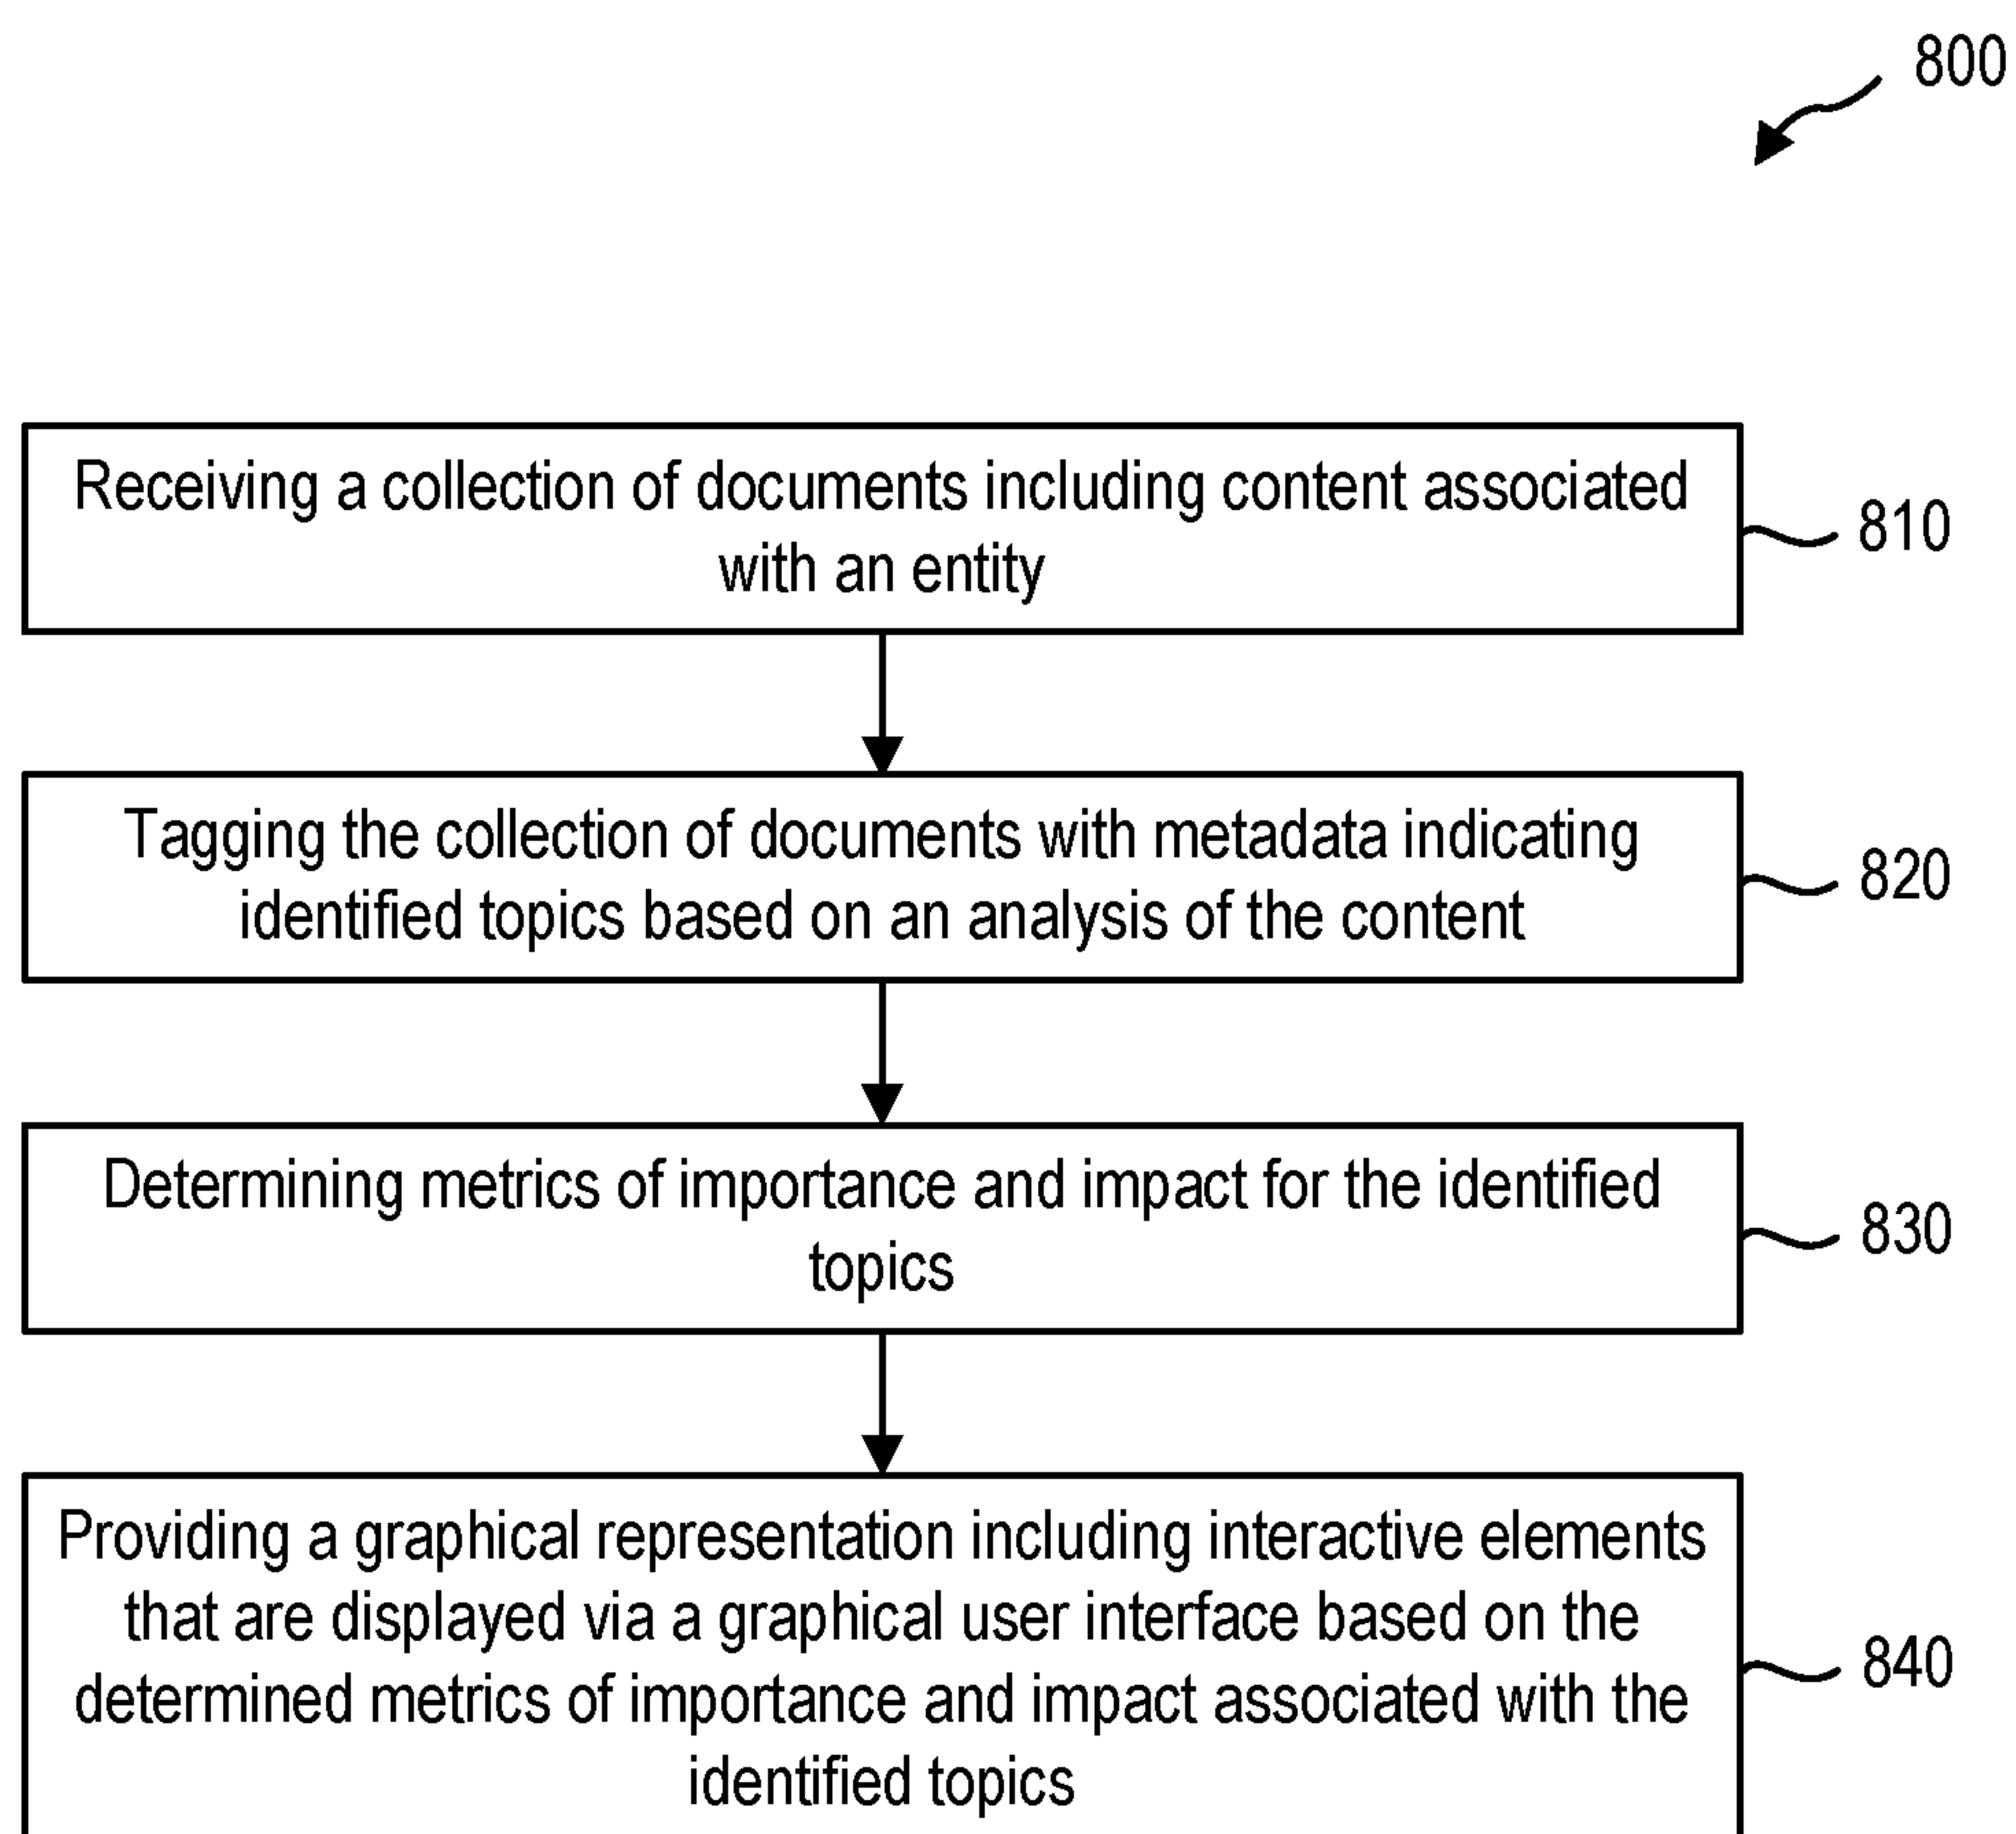 800
Receiving a collection of documents including content associated
with an entity
810
Tagging the collection of documents with metadata indicating
identified topics based on an analysis of the content
820
Determining metrics of importance and impact for the identified
topics
830
Providing a graphical representation including interactive elements
that are displayed via a graphical user interface based on the
determined metrics of importance and impact associated with the
identified topics
840